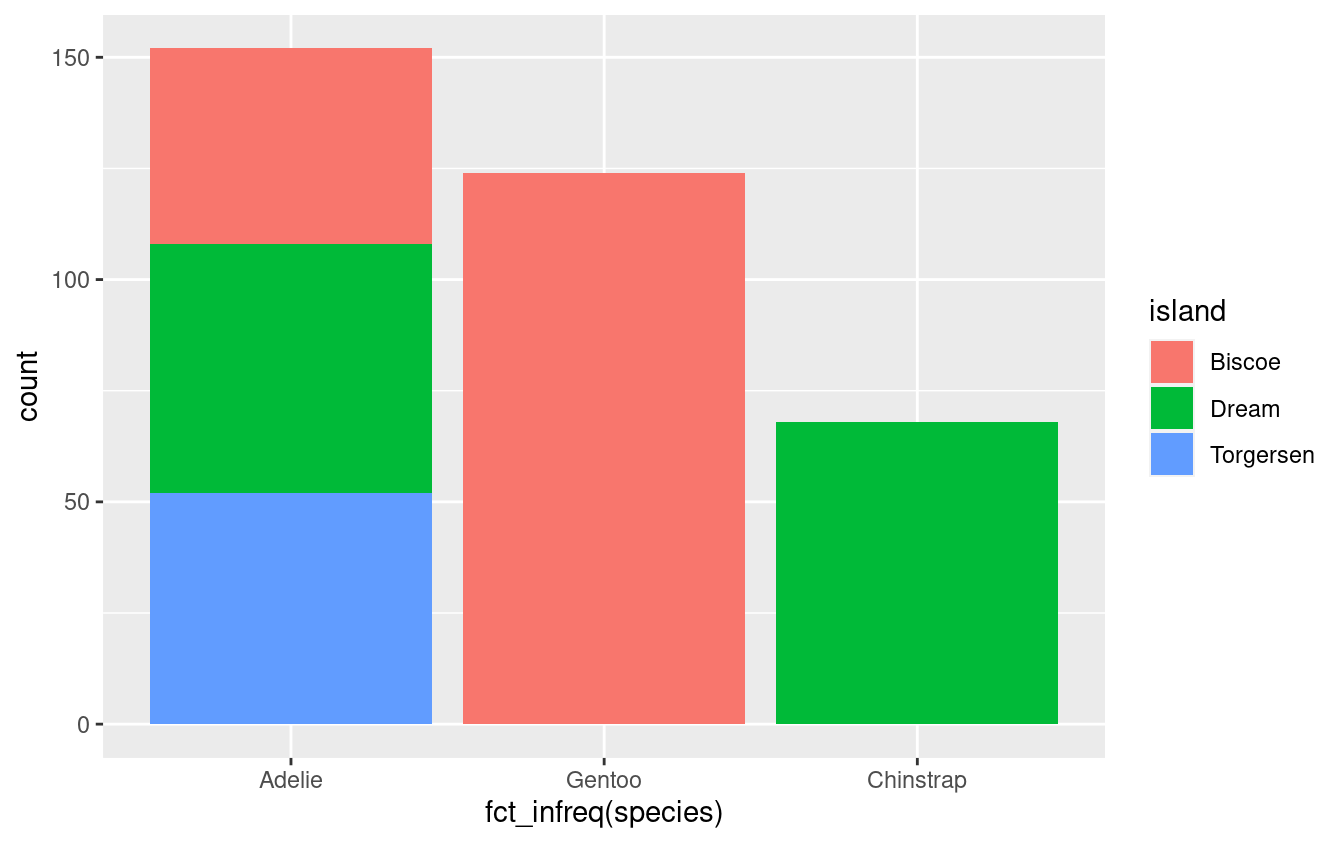 150
100
50
0
count
Adelie
Gentoo
Chinstrap
fct_infreq(species)
island
Biscoe
Dream
Torgersen